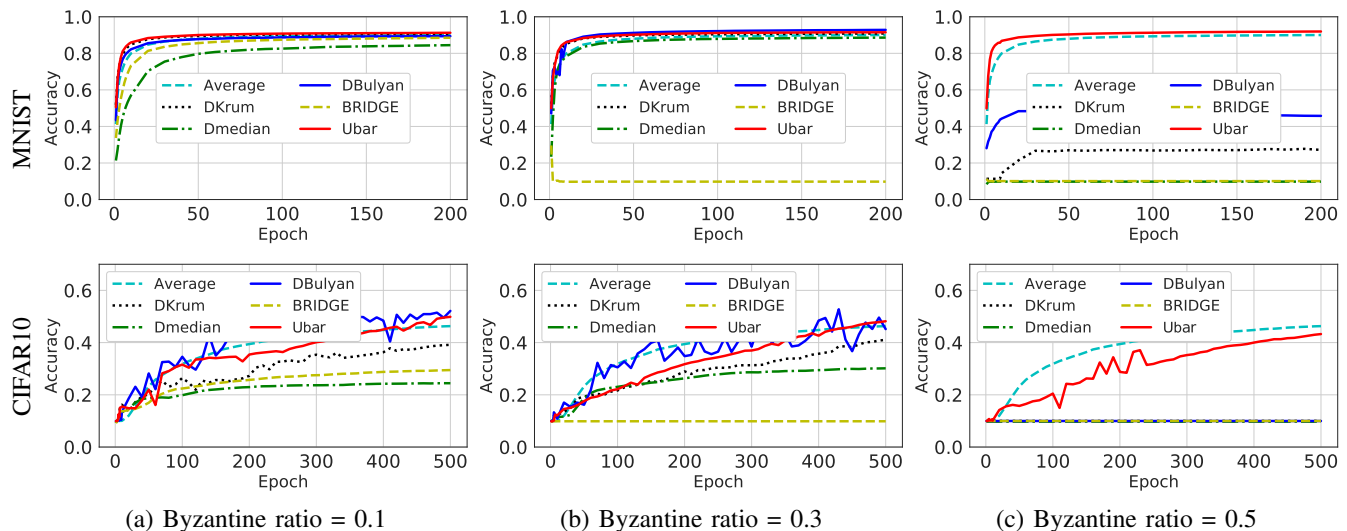 MNIST
Accuracy
1.0
0.8
0.6
0.4
0.2
0.0
Average
DKrum
Dmedian
DBulyan
BRIDGE
Ubar
0 50 100 150 200
Epoch
Accuracy
1.0
0.8
0.6
0.4
0.2
0.0
Average
DKrum
Dmedian
DBulyan
BRIDGE
Ubar
0 50 100 150 200
Epoch
Accuracy
1.0
0.8
0.6
0.4
0.2
0.0
Average
DKrum
Dmedian
DBulyan
BRIDGE
Ubar
0 50 100 150 200
Epoch
CIFAR10
Accuracy
0.6
0.4
0.2
0.0
Average
DKrum
Dmedian
DBulyan
BRIDGE
Ubar
0 100 200 300 400 500
Epoch
Accuracy
0.6
0.4
0.2
0.0
Average
DKrum
Dmedian
DBulyan
BRIDGE
Ubar
0 100 200 300 400 500
Epoch
Accuracy
0.6
0.4
0.2
0.0
Average
DKrum
Dmedian
DBulyan
BRIDGE
Ubar
0 100 200 300 400 500
Epoch
(a) Byzantine ratio = 0.1
(b) Byzantine ratio = 0.3
(c) Byzantine ratio = 0.5